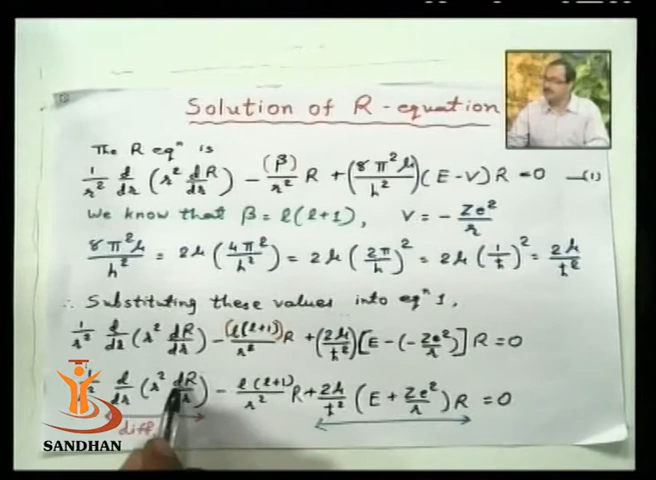 Solution of R - equation
The R eqⁿ is
1/r² d/dr (r² dR/dr) - (β)/r² R + (8π²μ/h²)(E-V)R = 0 —(1)
We know that β = l(l+1), V = - Ze²/r
8π²μ/h² = 2μ(4π²/h²) = 2μ(2π/h)² = 2μ(1/ħ)² = 2μ/ħ²
∴ Substituting these values into eqⁿ 1,
1/r² d/dr (r² dR/dr) - (l(l+1))/r² R + (2μ/ħ²)[E - (-Ze²/r)]R = 0
1/r² d/dr (r² dR/dr) - l(l+1)/r² R + 2μ/ħ² (E + Ze²/r)R = 0
diff
SANDHAN